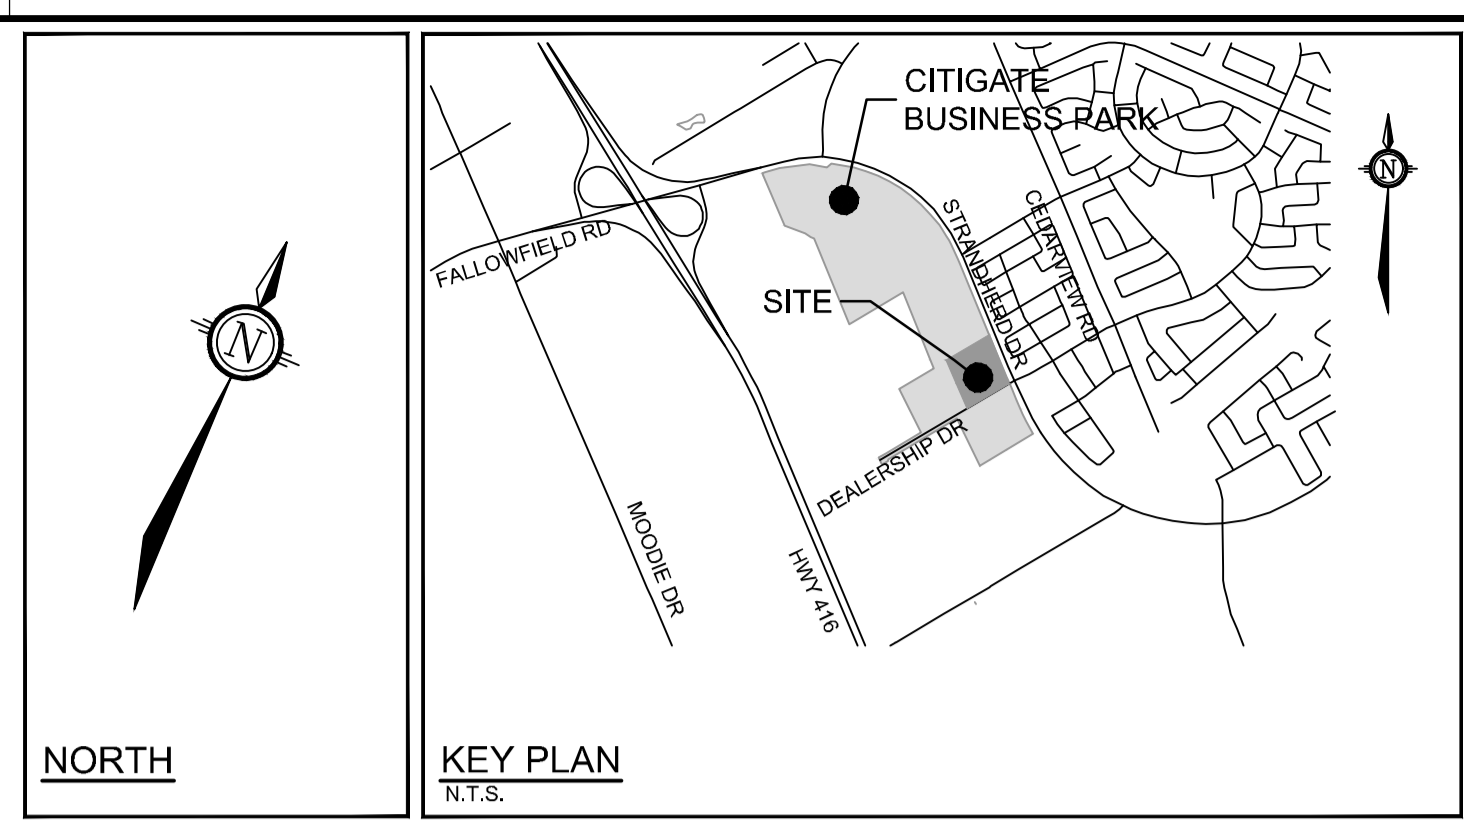 N
NORTH
CITIGATE
BUSINESS PARK
N
STRANDHERD DR
CEDARVIEW RD
FALLOWFIELD RD
SITE
DEALERSHIP DR
MOODIE DR
HWY 416
KEY PLAN
N.T.S.